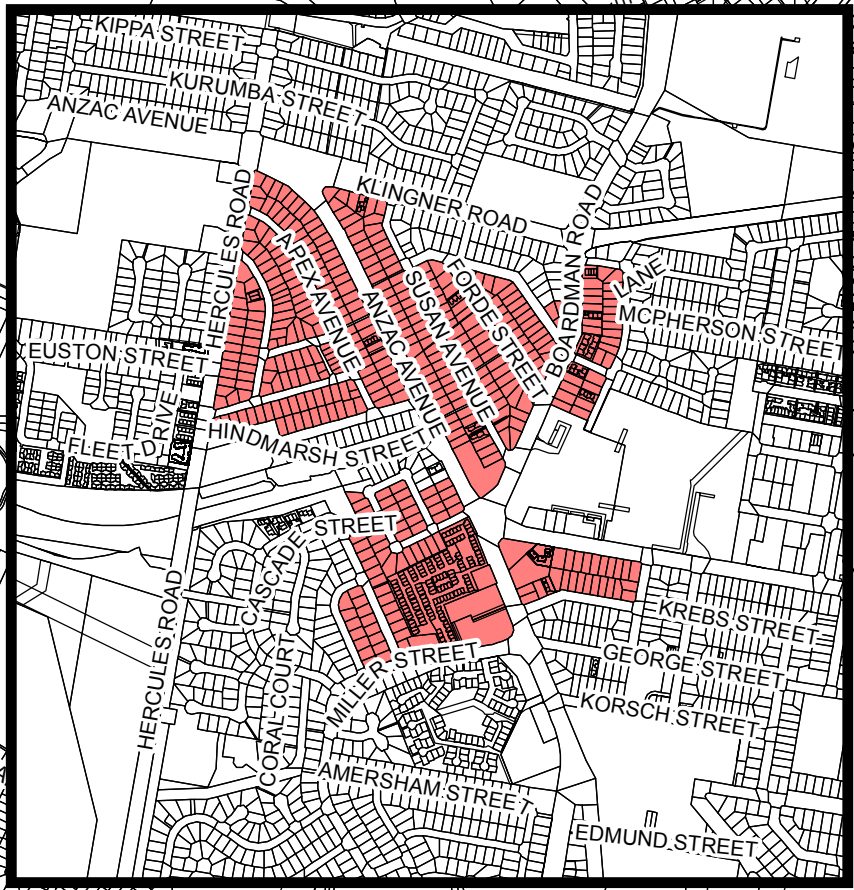 KIPPA STREET
KURUMBA STREET
ANZAC AVENUE
KLINGNER ROAD
HERCULES ROAD
BOARDMAN ROAD
APEX AVENUE
FORDE STREET
LANE
SUSAN AVENUE
ANZAC AVENUE
MCPHERSON STREET
EUSTON STREET
FLEET DRIVE
HINDMARSH STREET
CASCADE STREET
HERCULES ROAD
KREBS STREET
CORAL COURT
MILLER STREET
GEORGE STREET
KORSCH STREET
AMERSHAM STREET
EDMUND STREET